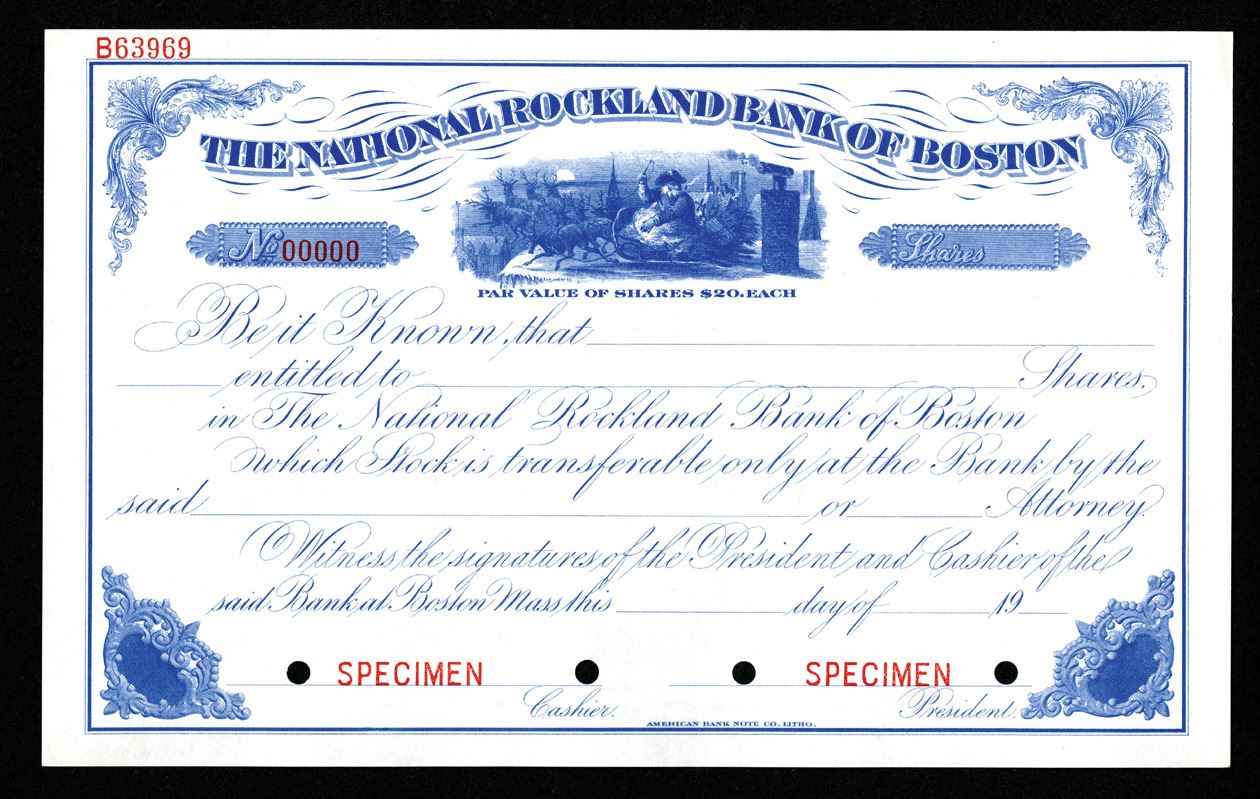 B63969
THE NATIONAL ROCKLAND BANK OF BOSTON
No 00000
Shares
PAR VALUE OF SHARES $20. EACH
Be it Known, that
entitled to Shares,
in The National Rockland Bank of Boston
which Stock is transferable only at the Bank by the
said or Attorney.
Witness the signatures of the President and Cashier of the
said Bank at Boston Mass this day of 19
SPECIMEN SPECIMEN
Cashier. President.
AMERICAN BANK NOTE CO. LITHO.